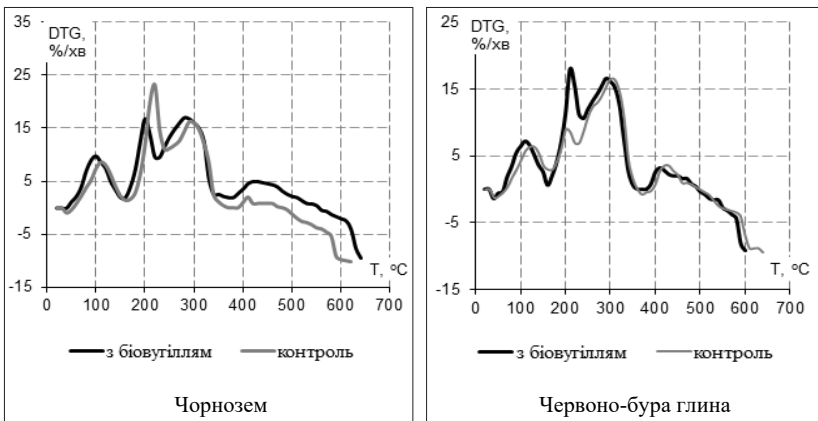 DTG,
%/хв
35
25
15
5
-5
-15
0 100 200 300 400 500 600 700
T, °C
з біовугіллям контроль
Чорнозем
DTG,
%/хв
25
15
5
-5
-15
0 100 200 300 400 500 600 700
T, °C
з біовугіллям контроль
Червоно-бура глина